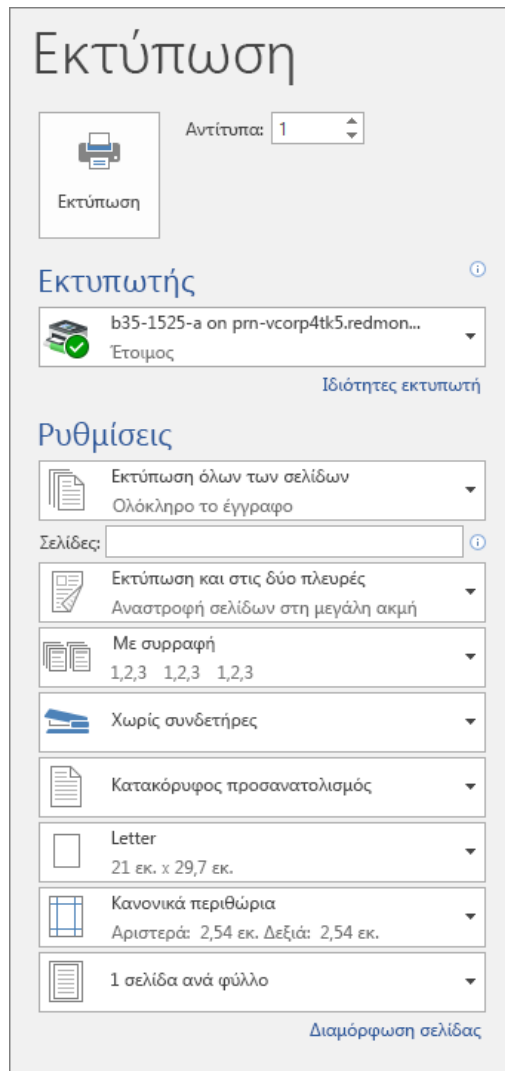 Εκτύπωση
Αντίτυπα: 1
Εκτύπωση
Εκτυπωτής
b35-1525-a on prn-vcorp4tk5.redmon...
Έτοιμος
Ιδιότητες εκτυπωτή
Ρυθμίσεις
Εκτύπωση όλων των σελίδων
Ολόκληρο το έγγραφο
Σελίδες:
Εκτύπωση και στις δύο πλευρές
Αναστροφή σελίδων στη μεγάλη ακμή
Με συρραφή
1,2,3 1,2,3 1,2,3
Χωρίς συνδετήρες
Κατακόρυφος προσανατολισμός
Letter
21 εκ. x 29,7 εκ.
Κανονικά περιθώρια
Αριστερά: 2,54 εκ. Δεξιά: 2,54 εκ.
1 σελίδα ανά φύλλο
Διαμόρφωση σελίδας